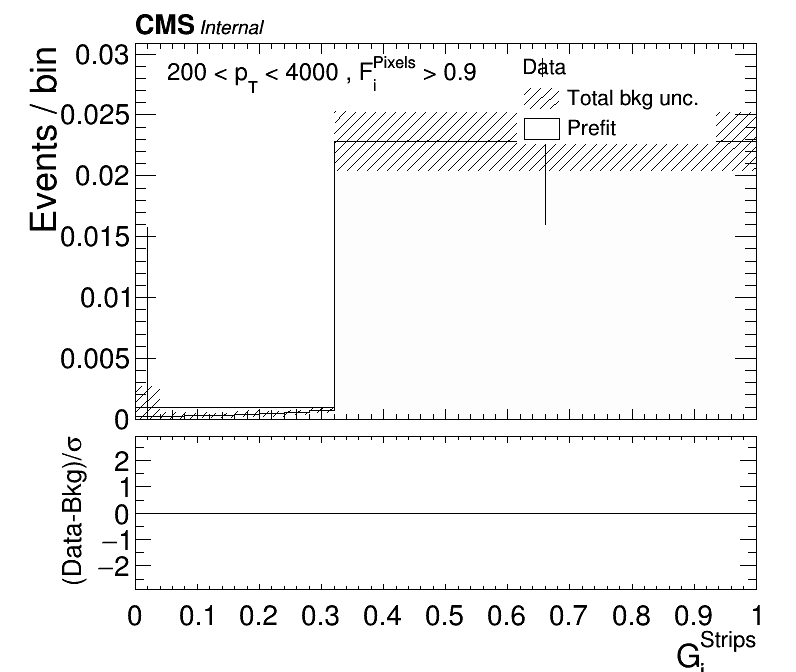 CMS Internal
200 < p_T < 4000 , F_i^Pixels > 0.9
Data
Total bkg unc.
Prefit
Events / bin
0.03
0.025
0.02
0.015
0.01
0.005
0
(Data-Bkg)/σ
2
1
0
−1
−2
0 0.1 0.2 0.3 0.4 0.5 0.6 0.7 0.8 0.9 1
G_i^Strips